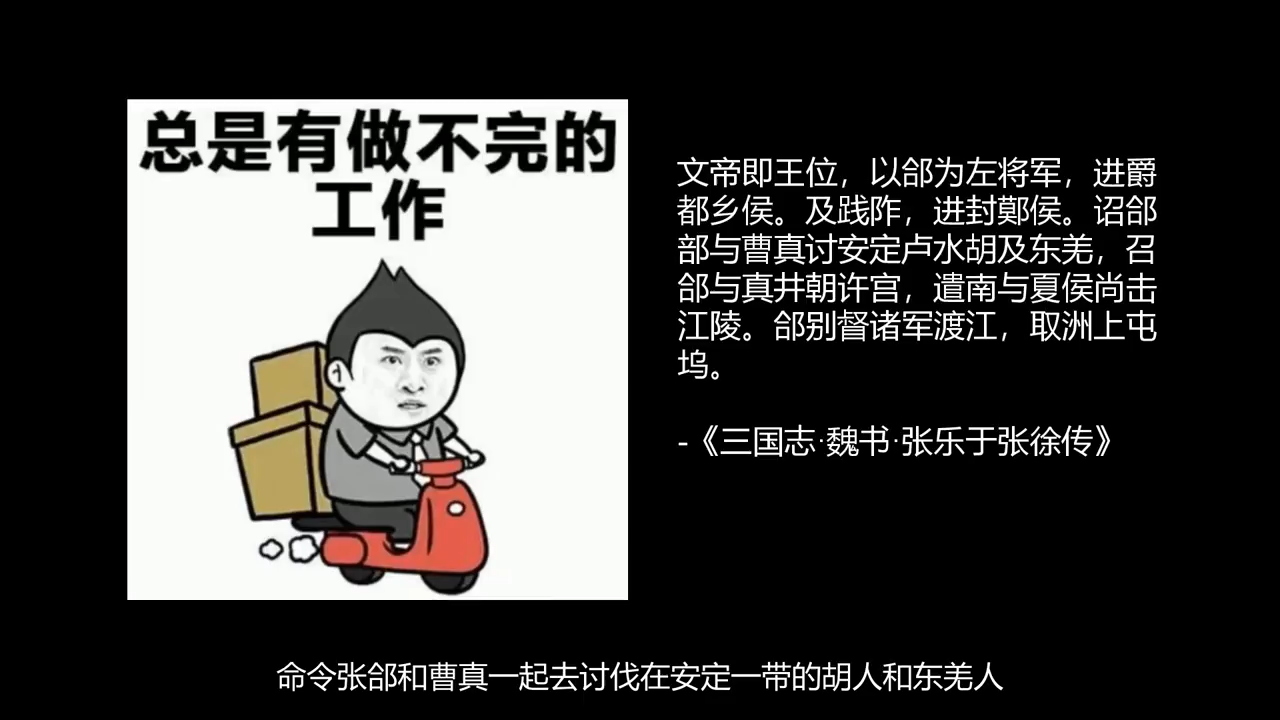 总是有做不完的
工作
文帝即王位，以郃为左将军，进爵
都乡侯。及践阼，进封鄚侯。诏郃
部与曹真讨安定卢水胡及东羌，召
郃与真井朝许宫，遣南与夏侯尚击
江陵。郃别督诸军渡江，取洲上屯
坞。
-《三国志·魏书·张乐于张徐传》
命令张郃和曹真一起去讨伐在安定一带的胡人和东羌人